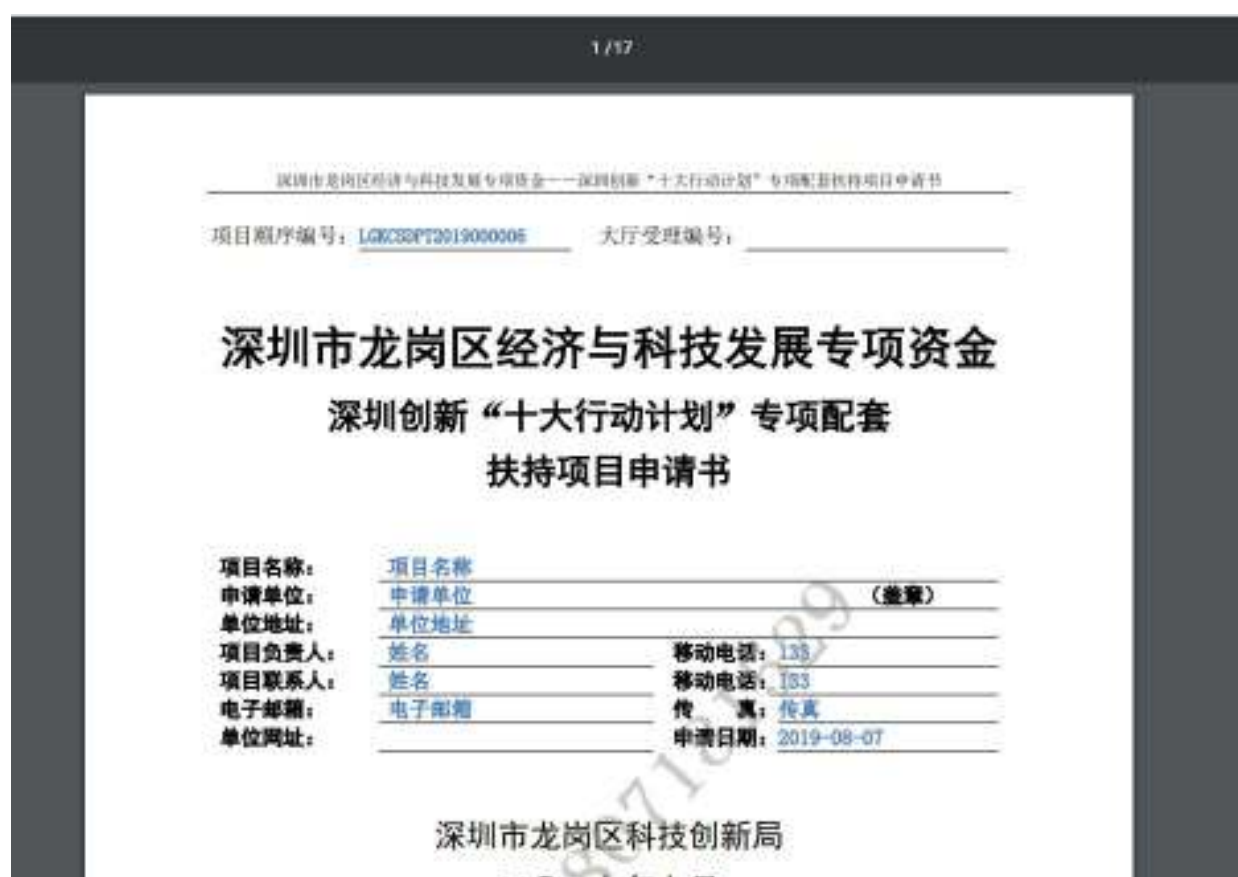 1 /17
深圳市龙岗区经济与科技发展专项资金——深圳创新“十大行动计划”专项配套扶持项目申请书
项目顺序编号: LGKCSDPT2019000006 大厅受理编号:
深圳市龙岗区经济与科技发展专项资金
深圳创新“十大行动计划”专项配套
扶持项目申请书
项目名称: 项目名称
申请单位: 申请单位 (盖章)
单位地址: 单位地址
项目负责人: 姓名 移动电话: 133
项目联系人: 姓名 移动电话: 133
电子邮箱: 电子邮箱 传 真: 传真
单位网址: 申请日期: 2019-08-07
深圳市龙岗区科技创新局